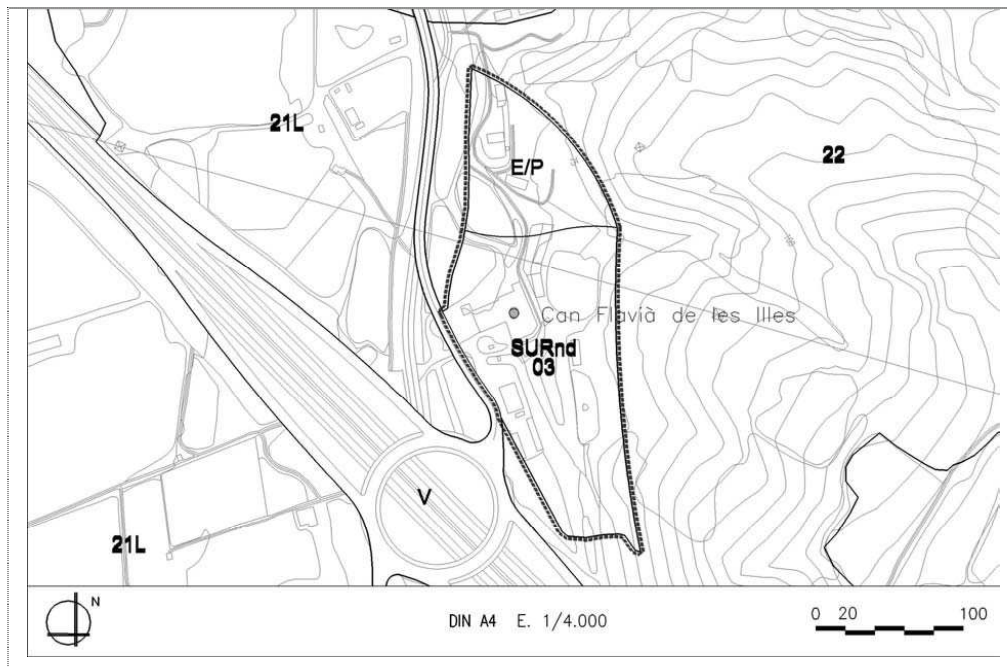 21L
E/P
22
Can Flavià de les Illes
SURnd
03
V
21L
N
DIN A4 E. 1/4.000
0 20 100